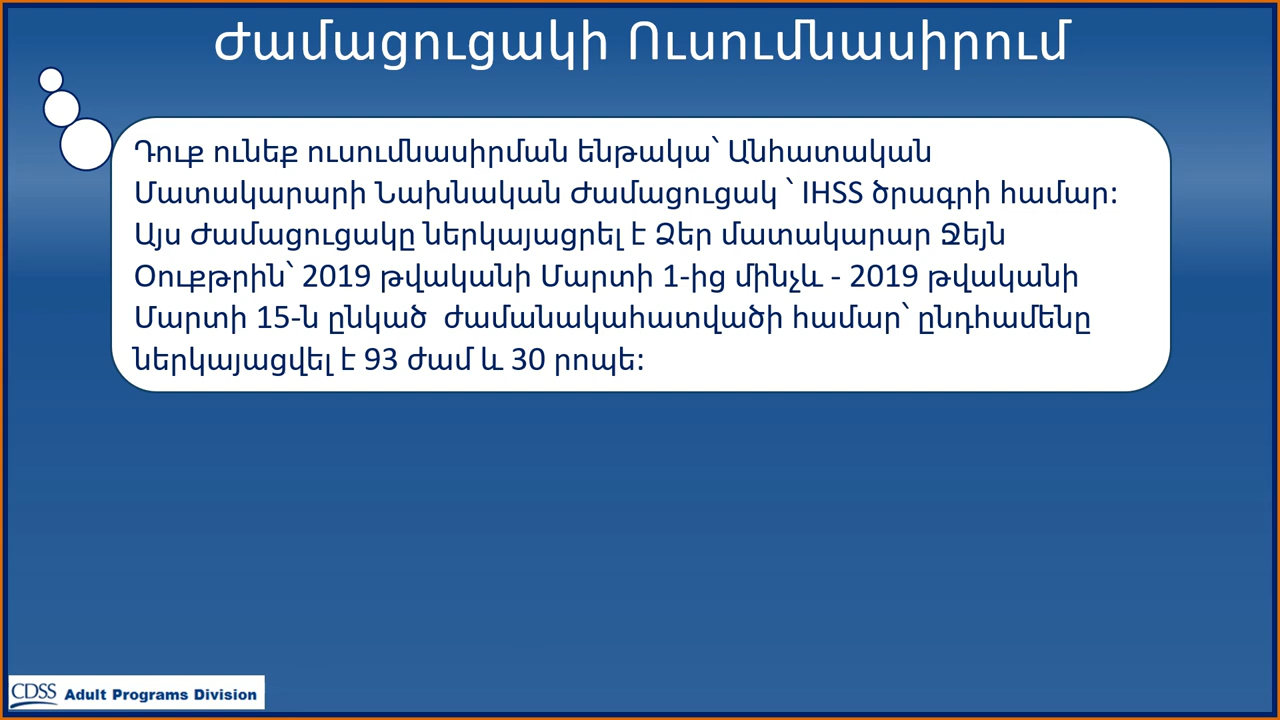 Ժամացուցակի Ուսումնասիրում
Դուք ունեք ուսումնասիրման ենթակա՝ Անհատական
Մատակարարի Նախնական Ժամացուցակ ՝ IHSS ծրագրի համար:
Այս Ժամացուցակը ներկայացրել է Ձեր մատակարար Ջեյն
Օուքթրին՝ 2019 թվականի Մարտի 1-ից մինչև - 2019 թվականի
Մարտի 15-ն ընկած ժամանակահատվածի համար՝ ընդհամենը
ներկայացվել է 93 ժամ և 30 րոպե:
CDSS Adult Programs Division